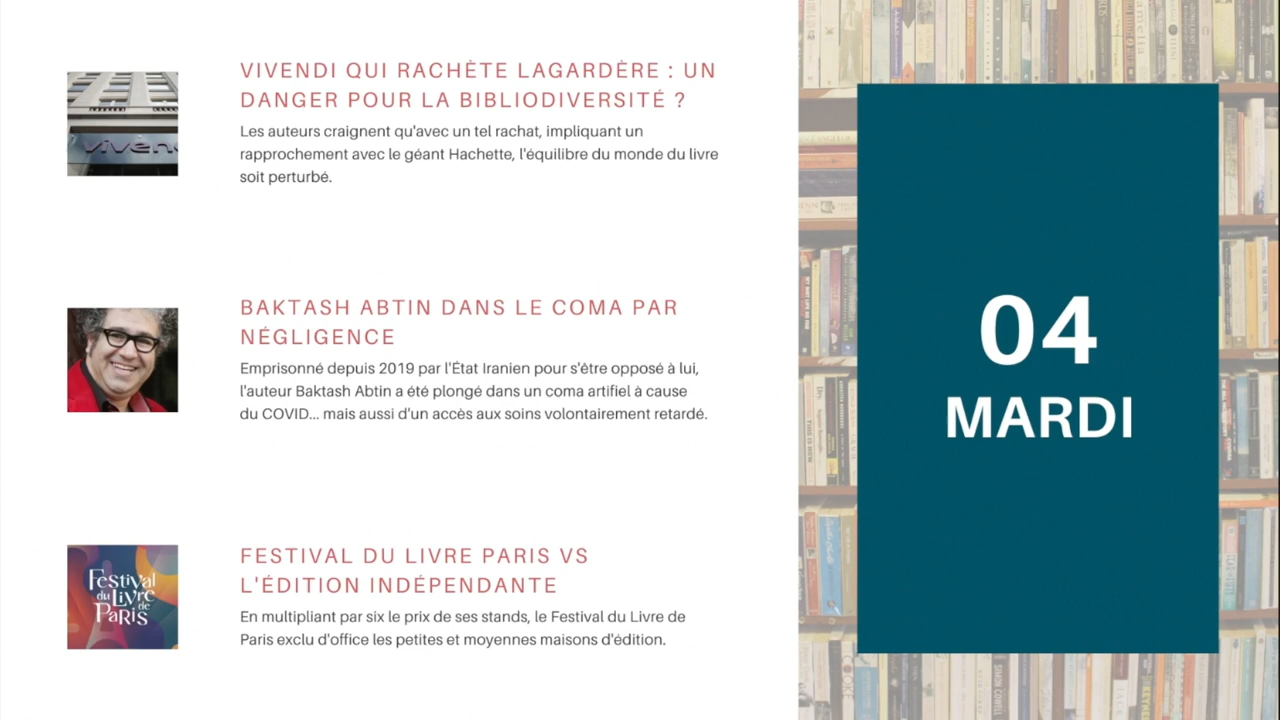 VIVENDI QUI RACHÈTE LAGARDÈRE : UN
DANGER POUR LA BIBLIODIVERSITÉ ?
Les auteurs craignent qu'avec un tel rachat, impliquant un
rapprochement avec le géant Hachette, l'équilibre du monde du livre
soit perturbé.
BAKTASH ABTIN DANS LE COMA PAR
NÉGLIGENCE
Emprisonné depuis 2019 par l'État Iranien pour s'être opposé à lui,
l'auteur Baktash Abtin a été plongé dans un coma artifiel à cause
du COVID... mais aussi d'un accès aux soins volontairement retardé.
Festival
du Livre
de
PaRiS
FESTIVAL DU LIVRE PARIS VS
L'ÉDITION INDÉPENDANTE
En multipliant par six le prix de ses stands, le Festival du Livre de
Paris exclu d'office les petites et moyennes maisons d'édition.
04
MARDI